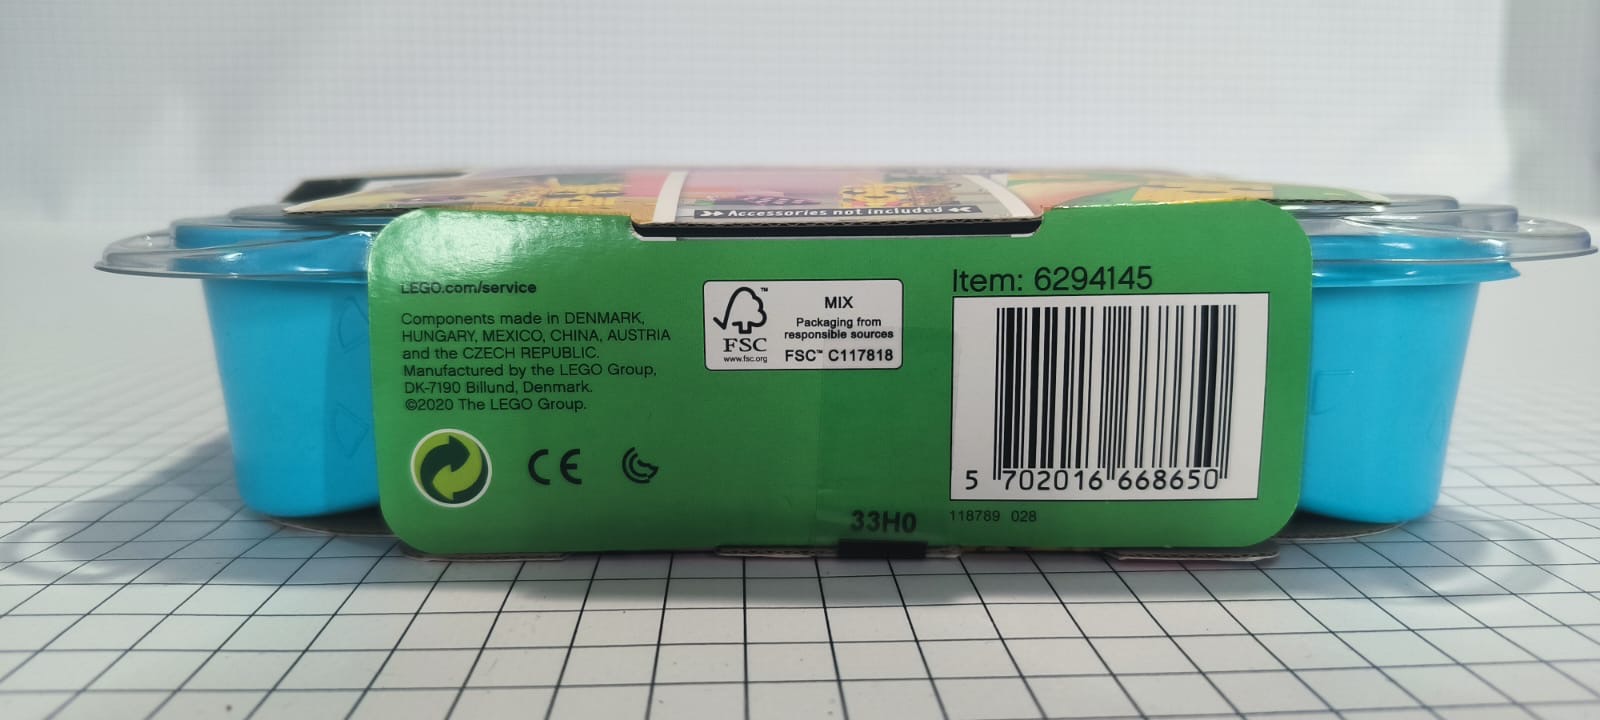 Accessories not included
LEGO.com/service
Components made in DENMARK,
HUNGARY, MEXICO, CHINA, AUSTRIA
and the CZECH REPUBLIC.
Manufactured by the LEGO Group,
DK-7190 Billund, Denmark.
©2020 The LEGO Group.
CE
FSC™
www.fsc.org
MIX
Packaging from
responsible sources
FSC™ C117818
33H0
Item: 6294145
5 702016 668650
118789 028